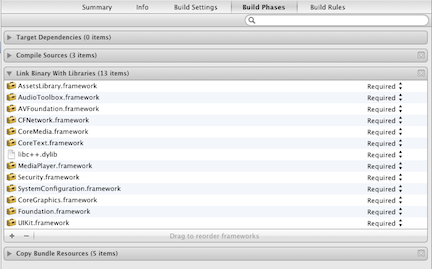 Summary Info Build Settings Build Phases Build Rules
Target Dependencies (0 items)
Compile Sources (3 items)
Link Binary With Libraries (13 items)
AssetsLibrary.framework Required
AudioToolbox.framework Required
AVFoundation.framework Required
CFNetwork.framework Required
CoreMedia.framework Required
CoreText.framework Required
libc++.dylib Required
MediaPlayer.framework Required
Security.framework Required
SystemConfiguration.framework Required
CoreGraphics.framework Required
Foundation.framework Required
UIKit.framework Required
+ − Drag to reorder frameworks
Copy Bundle Resources (5 items)